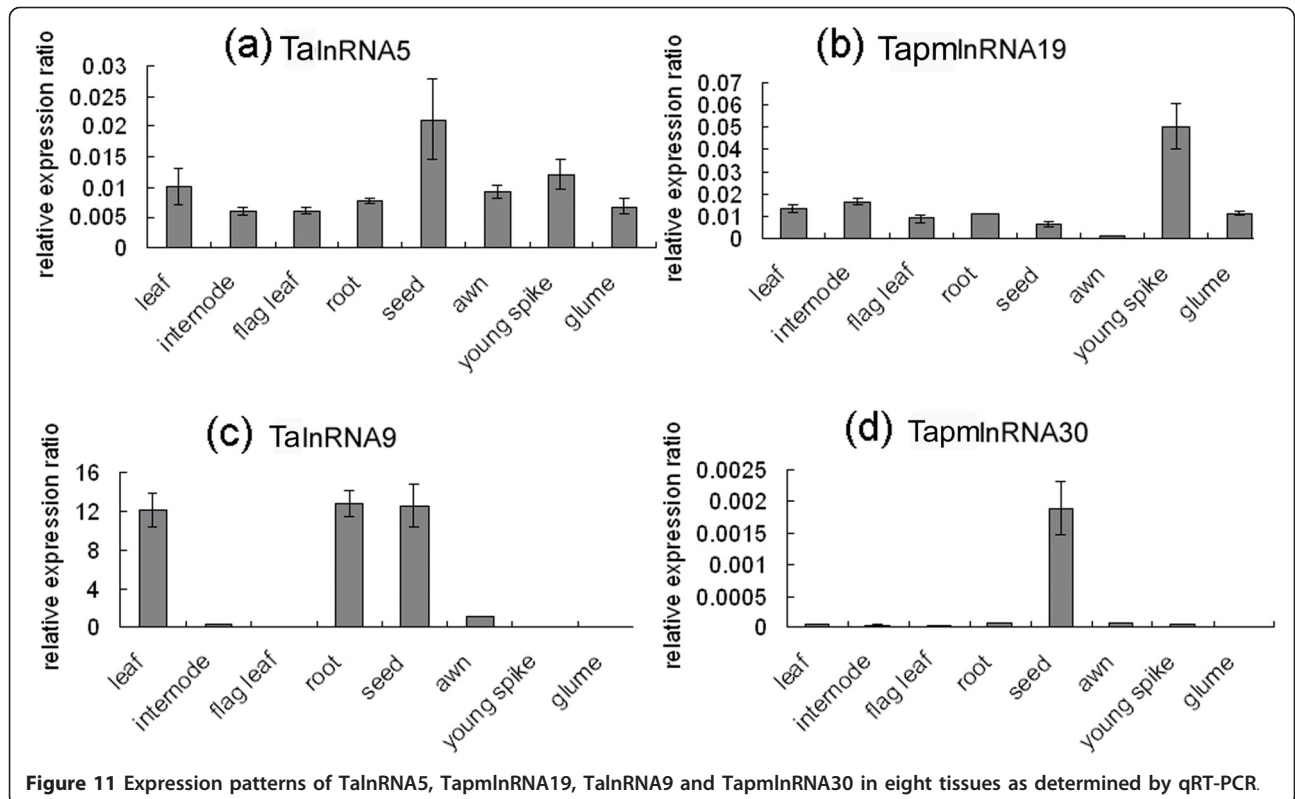 (a) TalnRNA5
relative expression ratio
0.03
0.025
0.02
0.015
0.01
0.005
0
leaf
internode
flag leaf
root
seed
awn
young spike
glume
(b) TapmlnRNA19
relative expression ratio
0.07
0.06
0.05
0.04
0.03
0.02
0.01
0
leaf
internode
flag leaf
root
seed
awn
young spike
glume
(c) TalnRNA9
relative expression ratio
16
12
8
4
0
leaf
internode
flag leaf
root
seed
awn
young spike
glume
(d) TapmlnRNA30
relative expression ratio
0.0025
0.002
0.0015
0.001
0.0005
0
leaf
internode
flag leaf
root
seed
awn
young spike
glume
Figure 11 Expression patterns of TalnRNA5, TapmlnRNA19, TalnRNA9 and TapmlnRNA30 in eight tissues as determined by qRT-PCR.